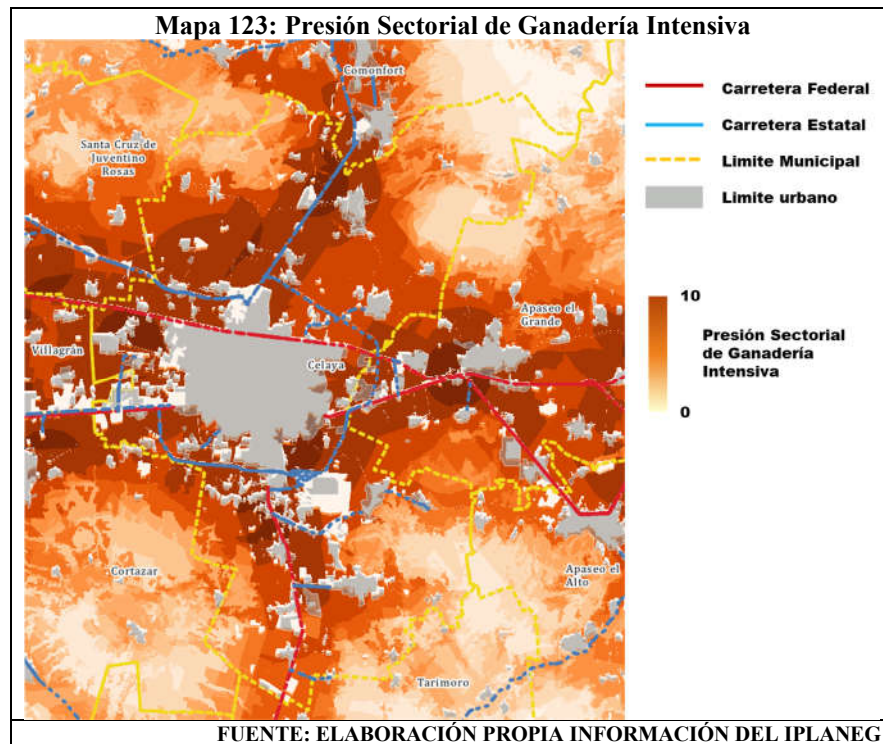 Mapa 123: Presión Sectorial de Ganadería Intensiva
Comonfort
Santa Cruz de
Juventino
Rosas
Apaseo el
Grande
Villagrán
Celaya
Cortazar
Apaseo el
Alto
Tarimoro
Carretera Federal
Carretera Estatal
Limite Municipal
Limite urbano
10
Presión Sectorial
de Ganadería
Intensiva
0
FUENTE: ELABORACIÓN PROPIA INFORMACIÓN DEL IPLANEG